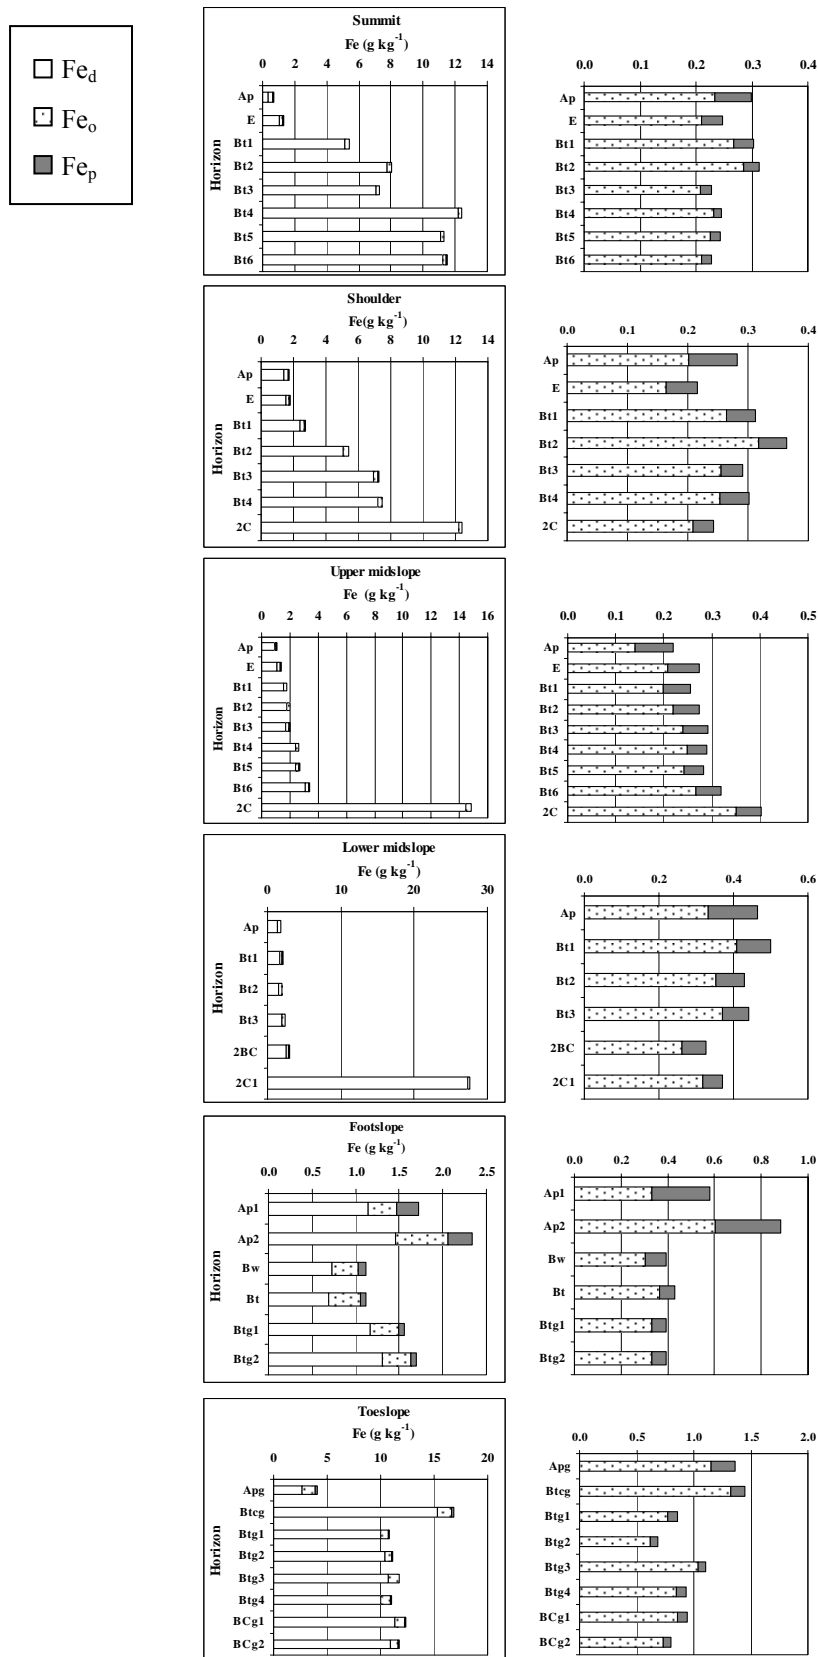 Fe_d
Fe_o
Fe_p
Summit
Fe (g kg⁻¹)
0 2 4 6 8 10 12 14
Horizon
Ap
E
Bt1
Bt2
Bt3
Bt4
Bt5
Bt6
0.0 0.1 0.2 0.3 0.4
Ap
E
Bt1
Bt2
Bt3
Bt4
Bt5
Bt6
Shoulder
Fe(g kg⁻¹)
0 2 4 6 8 10 12 14
Horizon
Ap
E
Bt1
Bt2
Bt3
Bt4
2C
0.0 0.1 0.2 0.3 0.4
Ap
E
Bt1
Bt2
Bt3
Bt4
2C
Upper midslope
Fe (g kg⁻¹)
0 2 4 6 8 10 12 14 16
Horizon
Ap
E
Bt1
Bt2
Bt3
Bt4
Bt5
Bt6
2C
0.0 0.1 0.2 0.3 0.4 0.5
Ap
E
Bt1
Bt2
Bt3
Bt4
Bt5
Bt6
2C
Lower midslope
Fe (g kg⁻¹)
0 10 20 30
Horizon
Ap
Bt1
Bt2
Bt3
2BC
2C1
0.0 0.2 0.4 0.6
Ap
Bt1
Bt2
Bt3
2BC
2C1
Footslope
Fe (g kg⁻¹)
0.0 0.5 1.0 1.5 2.0 2.5
Horizon
Ap1
Ap2
Bw
Bt
Btg1
Btg2
0.0 0.2 0.4 0.6 0.8 1.0
Ap1
Ap2
Bw
Bt
Btg1
Btg2
Toeslope
Fe (g kg⁻¹)
0 5 10 15 20
Horizon
Apg
Btcg
Btg1
Btg2
Btg3
Btg4
BCg1
BCg2
0.0 0.5 1.0 1.5 2.0
Apg
Btcg
Btg1
Btg2
Btg3
Btg4
BCg1
BCg2